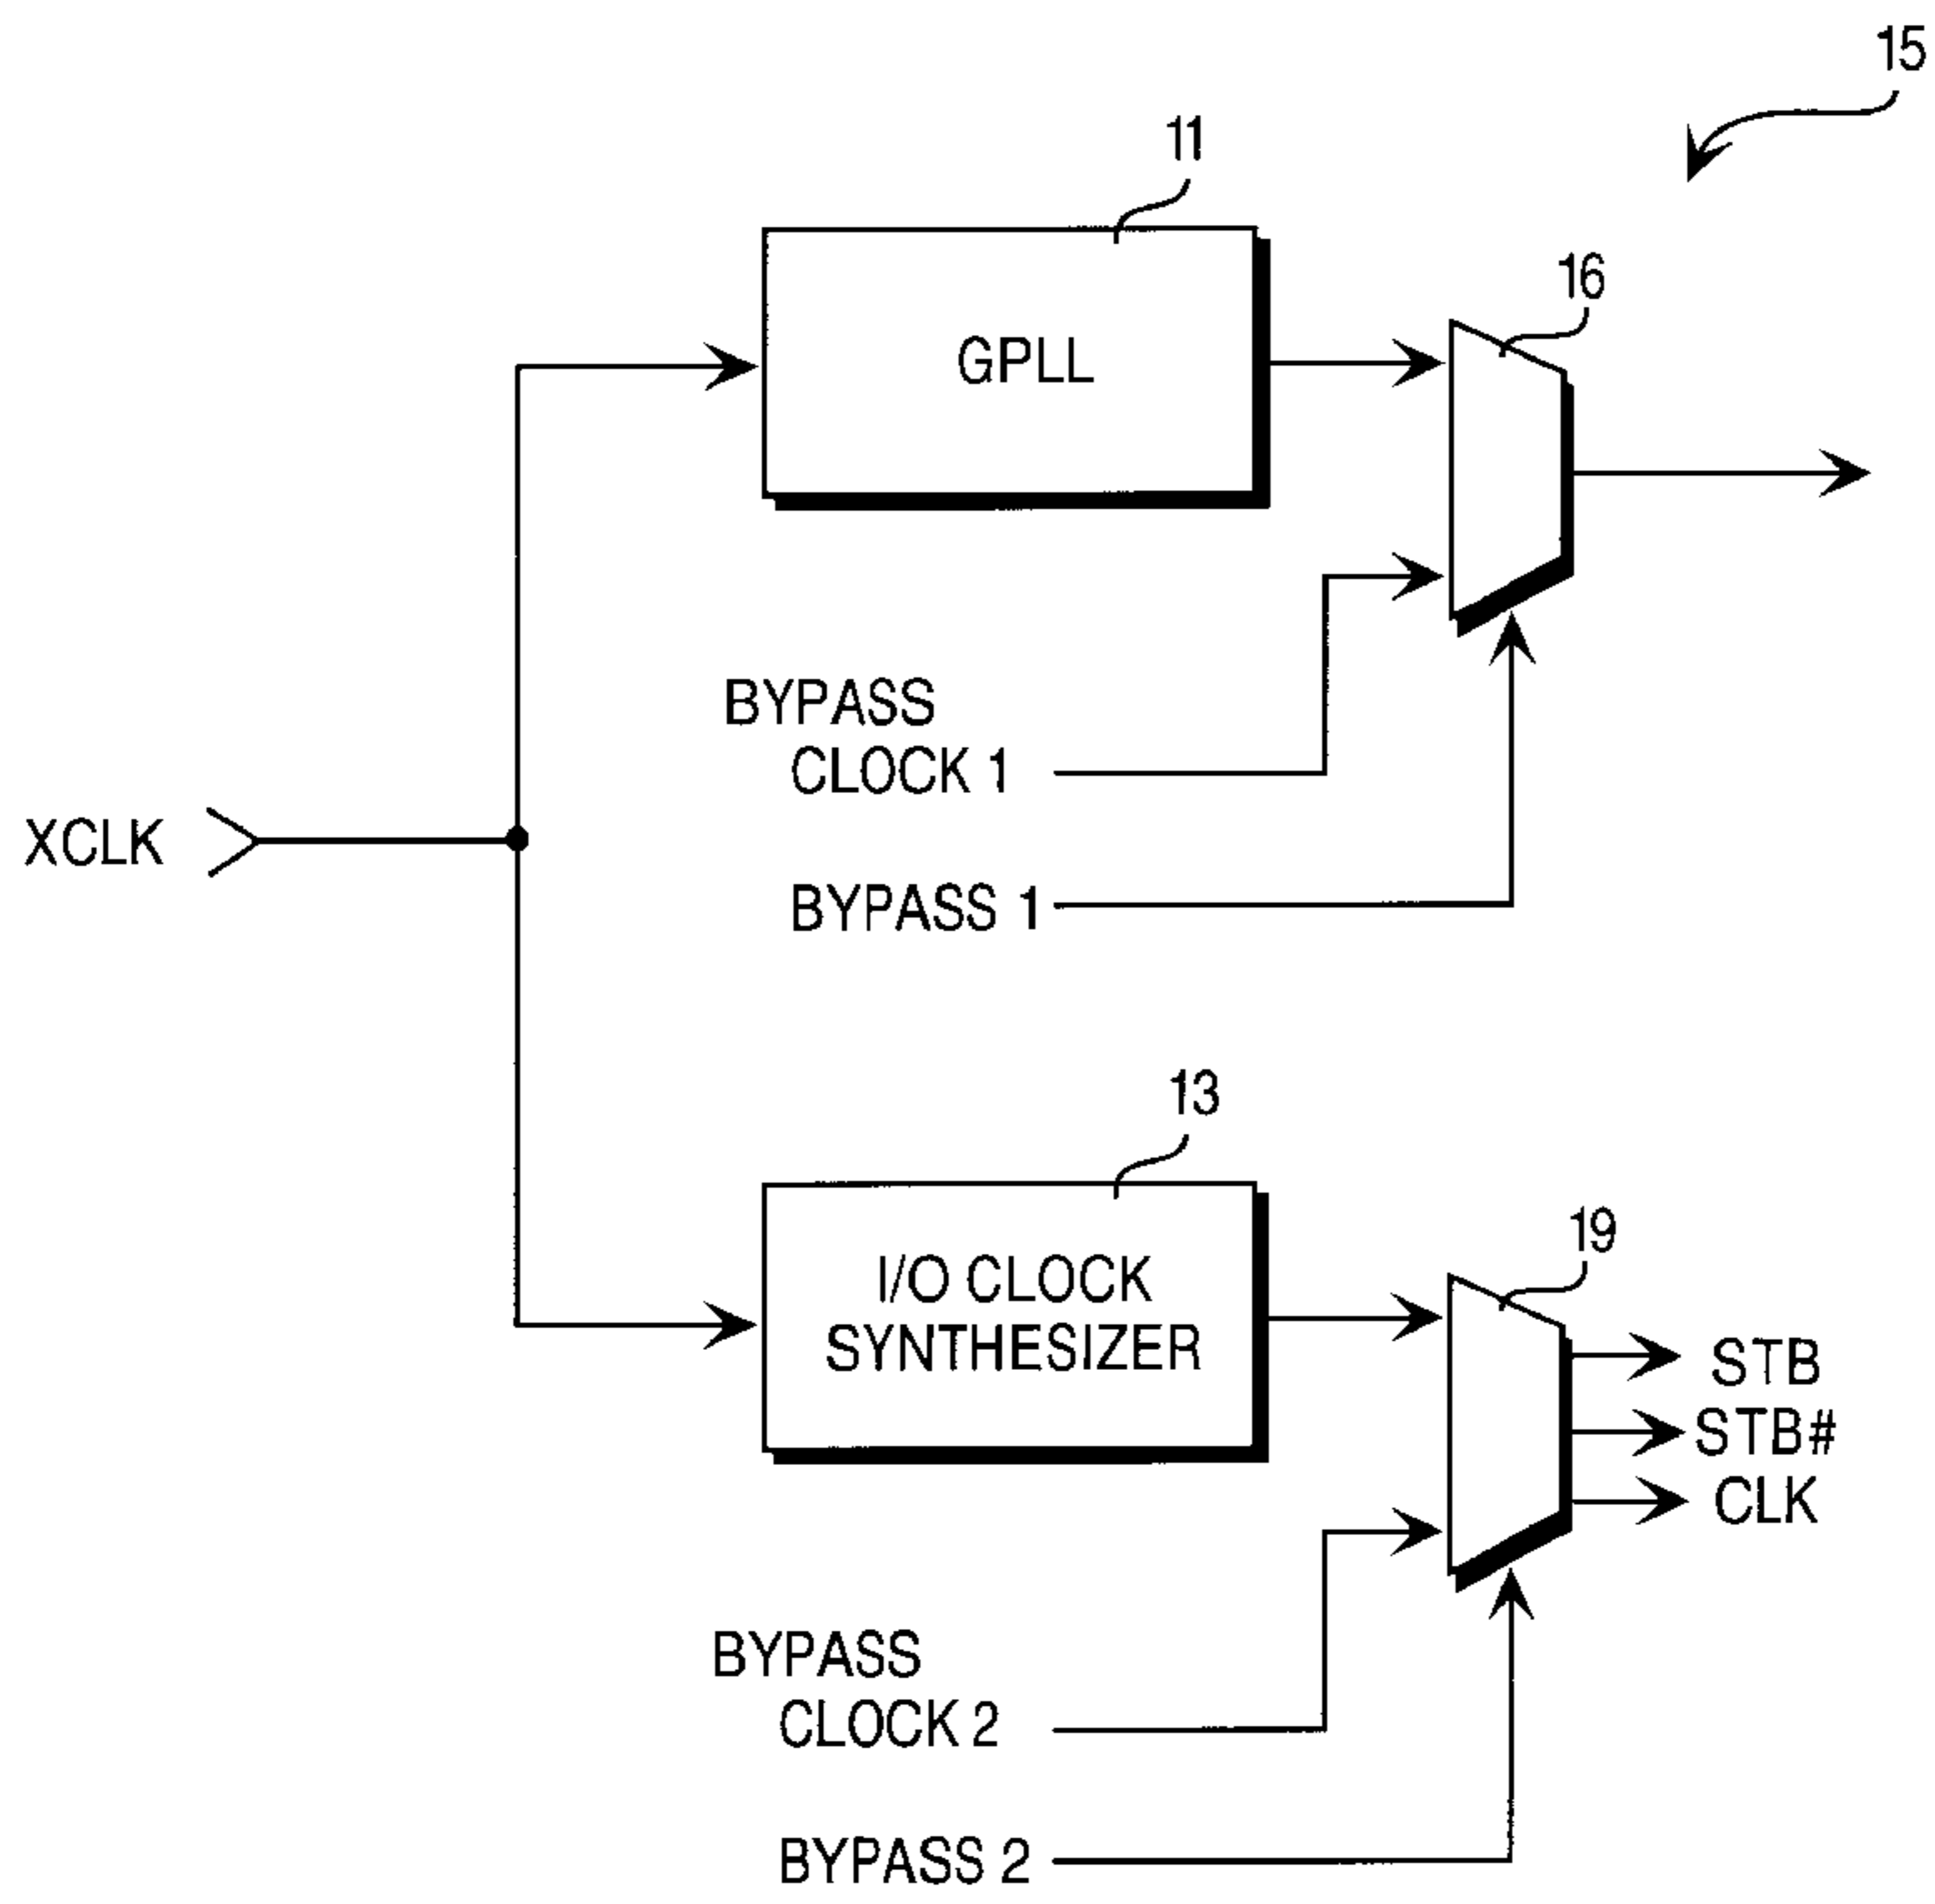 15
11
16
GPLL
BYPASS
CLOCK 1
XCLK
BYPASS 1
13
19
I/O CLOCK
SYNTHESIZER
STB
STB#
CLK
BYPASS
CLOCK 2
BYPASS 2